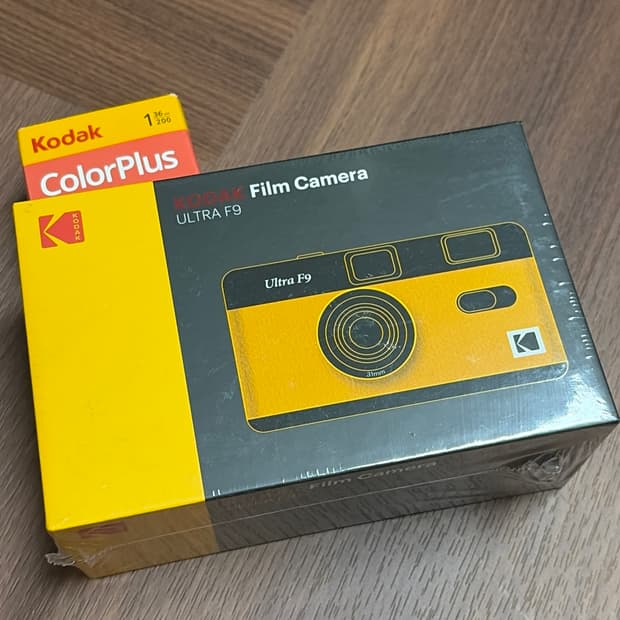 Kodak
1 36 200
ColorPlus
KODAK
KODAK Film Camera
ULTRA F9
Ultra F9
31mm
Film Camera